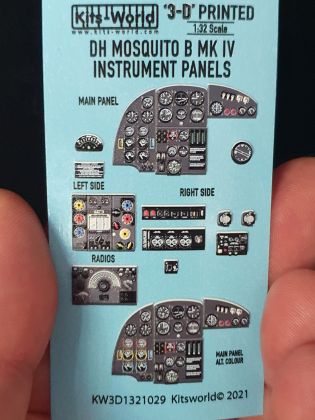 Kits-World
www.kits-world.com
'3-D' PRINTED
1:32 Scale
DH MOSQUITO B MK IV
INSTRUMENT PANELS
MAIN PANEL
LEFT SIDE
RIGHT SIDE
RADIOS
MAIN PANEL
ALT. COLOUR
KW3D1321029 Kitsworld© 2021